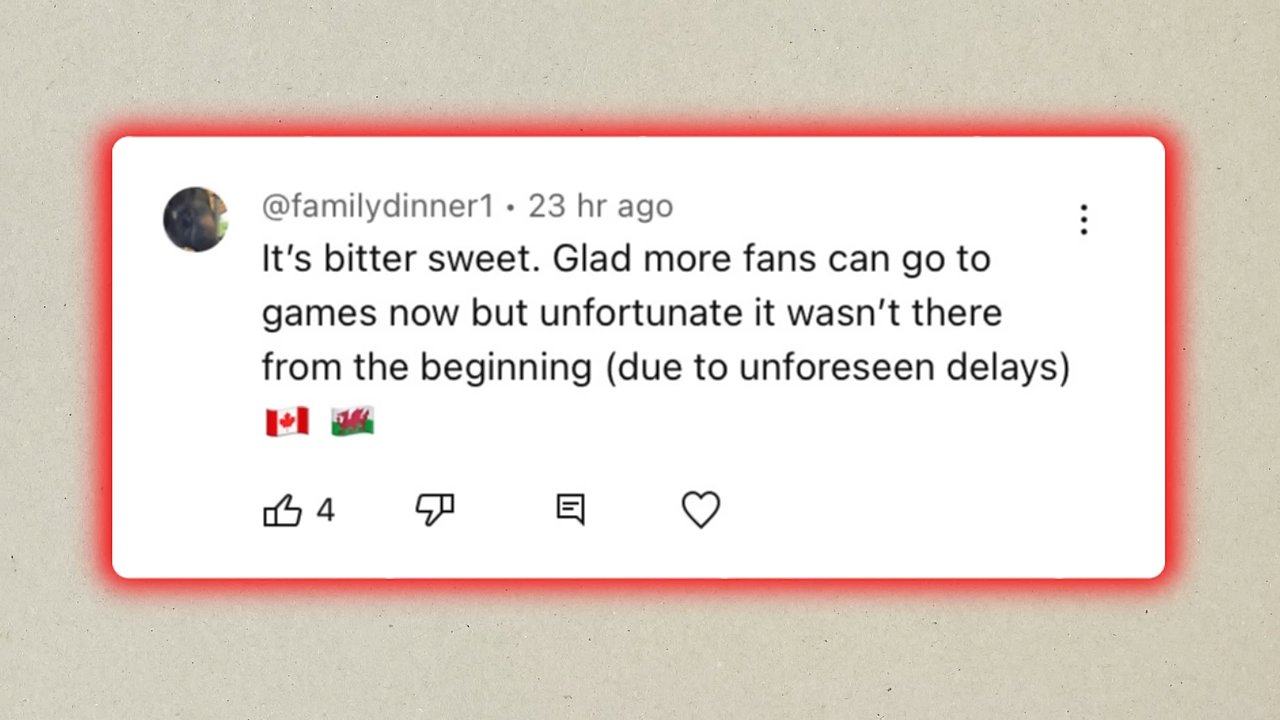 @familydinner1 • 23 hr ago
It’s bitter sweet. Glad more fans can go to
games now but unfortunate it wasn’t there
from the beginning (due to unforeseen delays)
🇨🇦 🏴󠁧󠁢󠁷󠁬󠁳󠁿
4